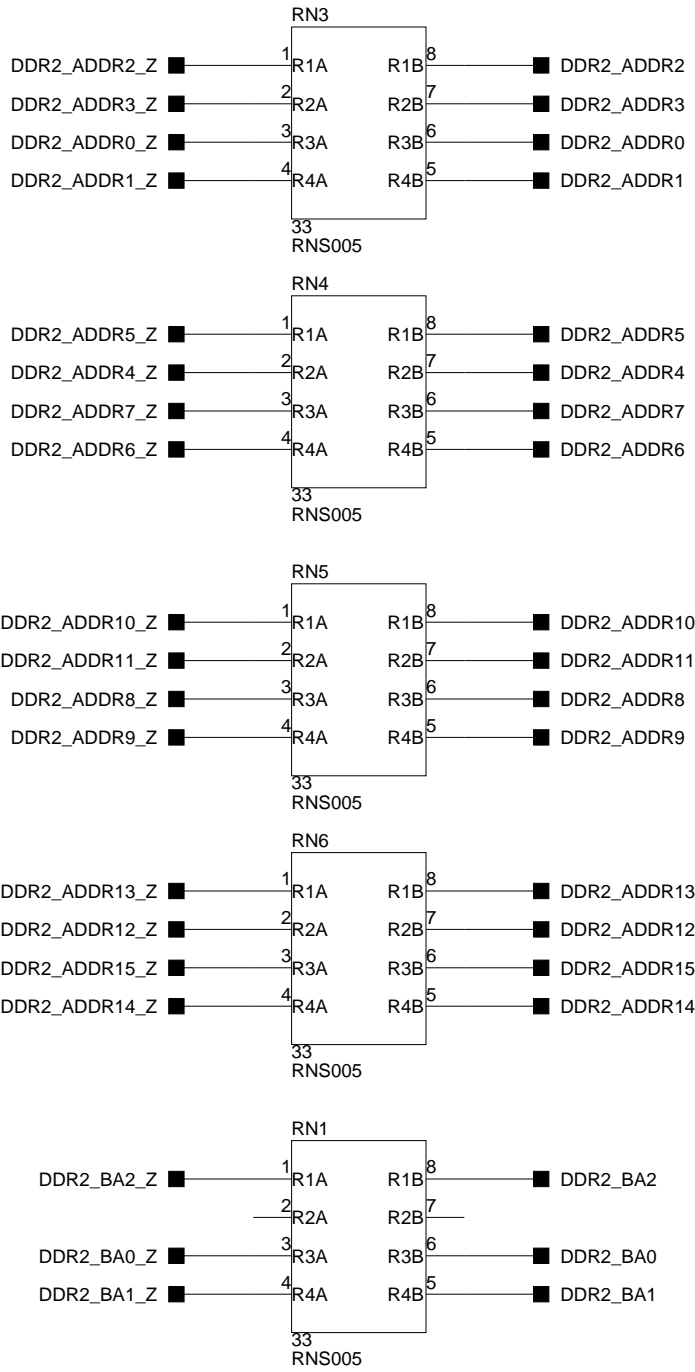 RN3
DDR2_ADDR2_Z 1 R1A R1B 8 DDR2_ADDR2
DDR2_ADDR3_Z 2 R2A R2B 7 DDR2_ADDR3
DDR2_ADDR0_Z 3 R3A R3B 6 DDR2_ADDR0
DDR2_ADDR1_Z 4 R4A R4B 5 DDR2_ADDR1
33
RNS005
RN4
DDR2_ADDR5_Z 1 R1A R1B 8 DDR2_ADDR5
DDR2_ADDR4_Z 2 R2A R2B 7 DDR2_ADDR4
DDR2_ADDR7_Z 3 R3A R3B 6 DDR2_ADDR7
DDR2_ADDR6_Z 4 R4A R4B 5 DDR2_ADDR6
33
RNS005
RN5
DDR2_ADDR10_Z 1 R1A R1B 8 DDR2_ADDR10
DDR2_ADDR11_Z 2 R2A R2B 7 DDR2_ADDR11
DDR2_ADDR8_Z 3 R3A R3B 6 DDR2_ADDR8
DDR2_ADDR9_Z 4 R4A R4B 5 DDR2_ADDR9
33
RNS005
RN6
DDR2_ADDR13_Z 1 R1A R1B 8 DDR2_ADDR13
DDR2_ADDR12_Z 2 R2A R2B 7 DDR2_ADDR12
DDR2_ADDR15_Z 3 R3A R3B 6 DDR2_ADDR15
DDR2_ADDR14_Z 4 R4A R4B 5 DDR2_ADDR14
33
RNS005
RN1
DDR2_BA2_Z 1 R1A R1B 8 DDR2_BA2
2 R2A R2B 7
DDR2_BA0_Z 3 R3A R3B 6 DDR2_BA0
DDR2_BA1_Z 4 R4A R4B 5 DDR2_BA1
33
RNS005